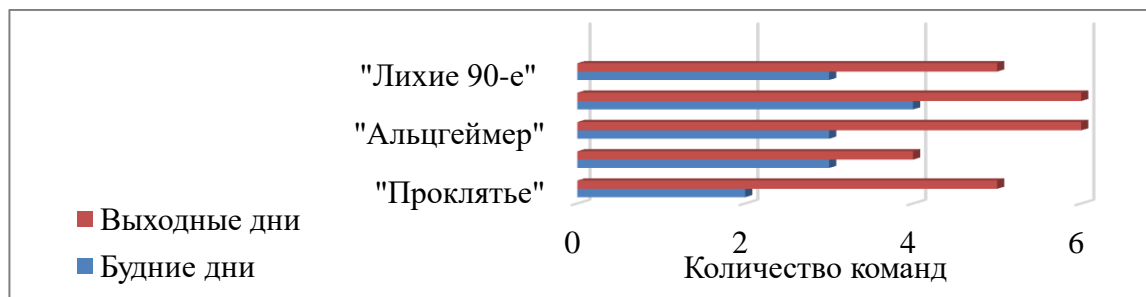 "Лихие 90-е"
"Альцгеймер"
"Проклятье"
Выходные дни
Будние дни
0 2 4 6
Количество команд